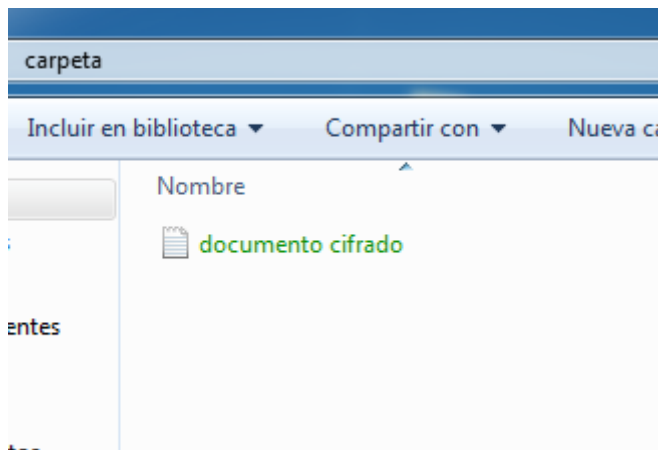 carpeta
Incluir en biblioteca Compartir con Nueva ca
Nombre
documento cifrado
entes